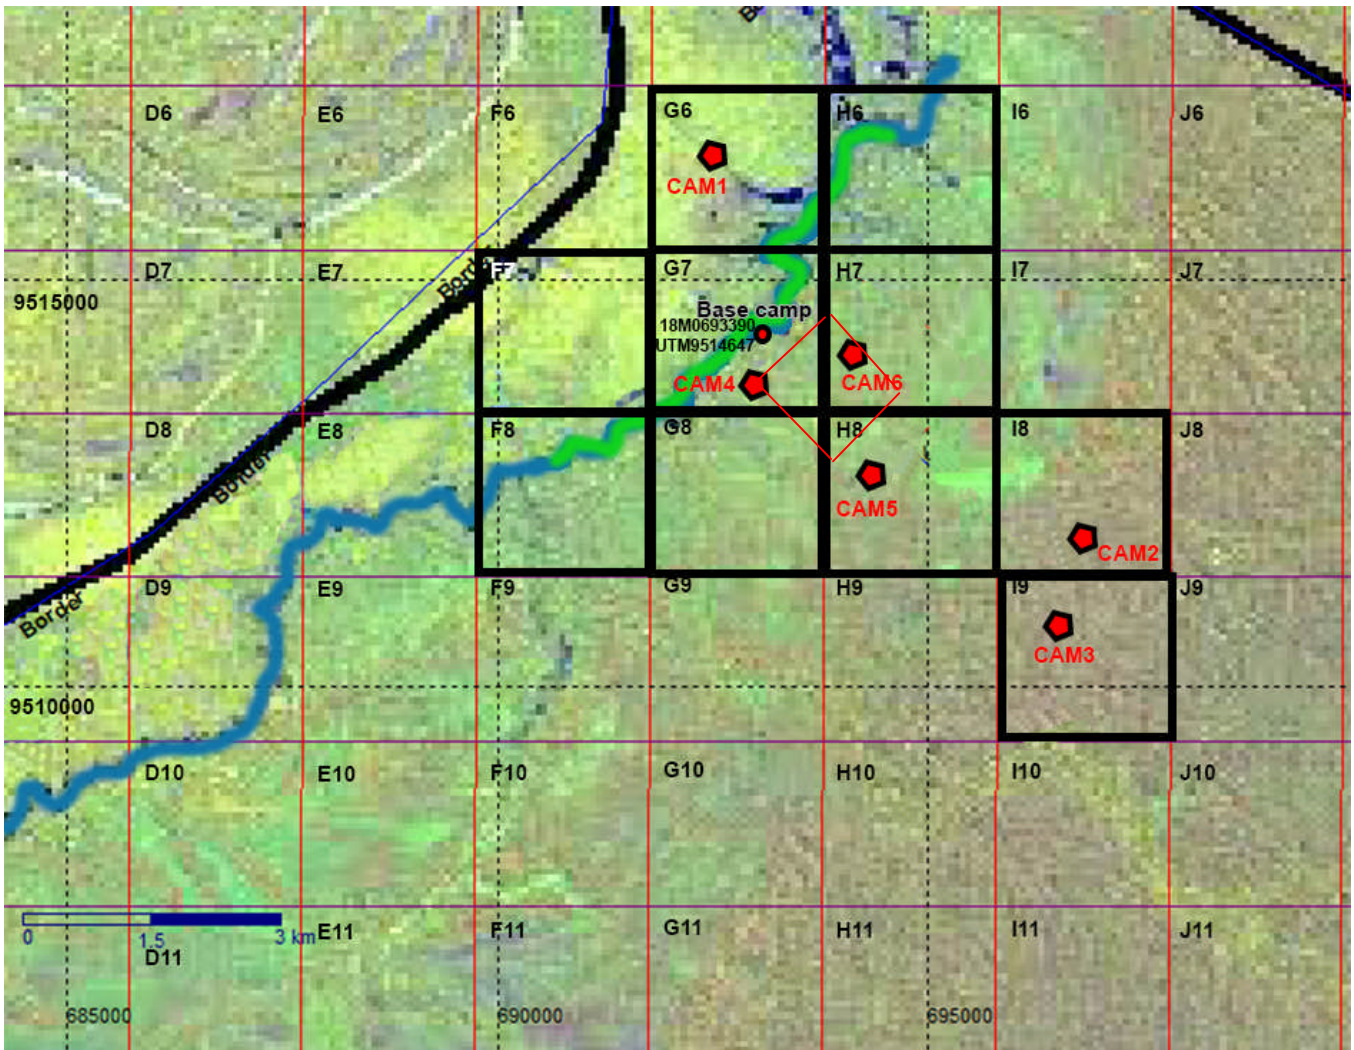 D6
E6
F6
G6
H6
I6
J6
CAM1
D7
E7
Border
F7
G7
H7
I7
J7
9515000
Base camp
18M0693390
UTM9514647
CAM4
CAM6
D8
E8
F8
G8
H8
I8
J8
Border
CAM5
CAM2
D9
E9
F9
G9
H9
I9
J9
Border
CAM3
9510000
D10
E10
F10
G10
H10
I10
J10
0
1.5
3 km
D11
E11
F11
G11
H11
I11
J11
685000
690000
695000